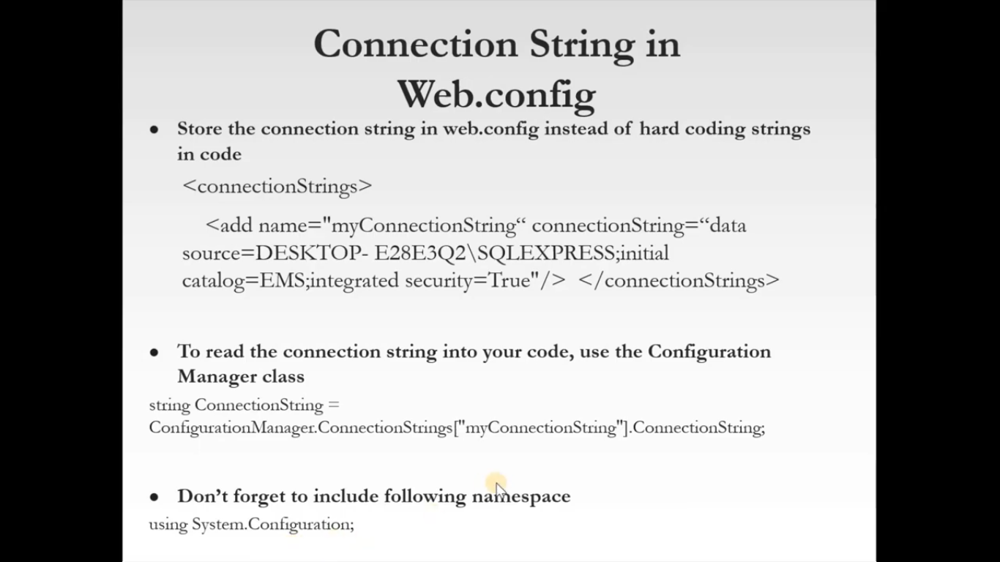 Connection String in
Web.config
● Store the connection string in web.config instead of hard coding strings
in code
<connectionStrings>
<add name="myConnectionString“ connectionString=“data
source=DESKTOP- E28E3Q2\SQLEXPRESS;initial
catalog=EMS;integrated security=True"/> </connectionStrings>
● To read the connection string into your code, use the Configuration
Manager class
string ConnectionString =
ConfigurationManager.ConnectionStrings["myConnectionString"].ConnectionString;
● Don’t forget to include following namespace
using System.Configuration;